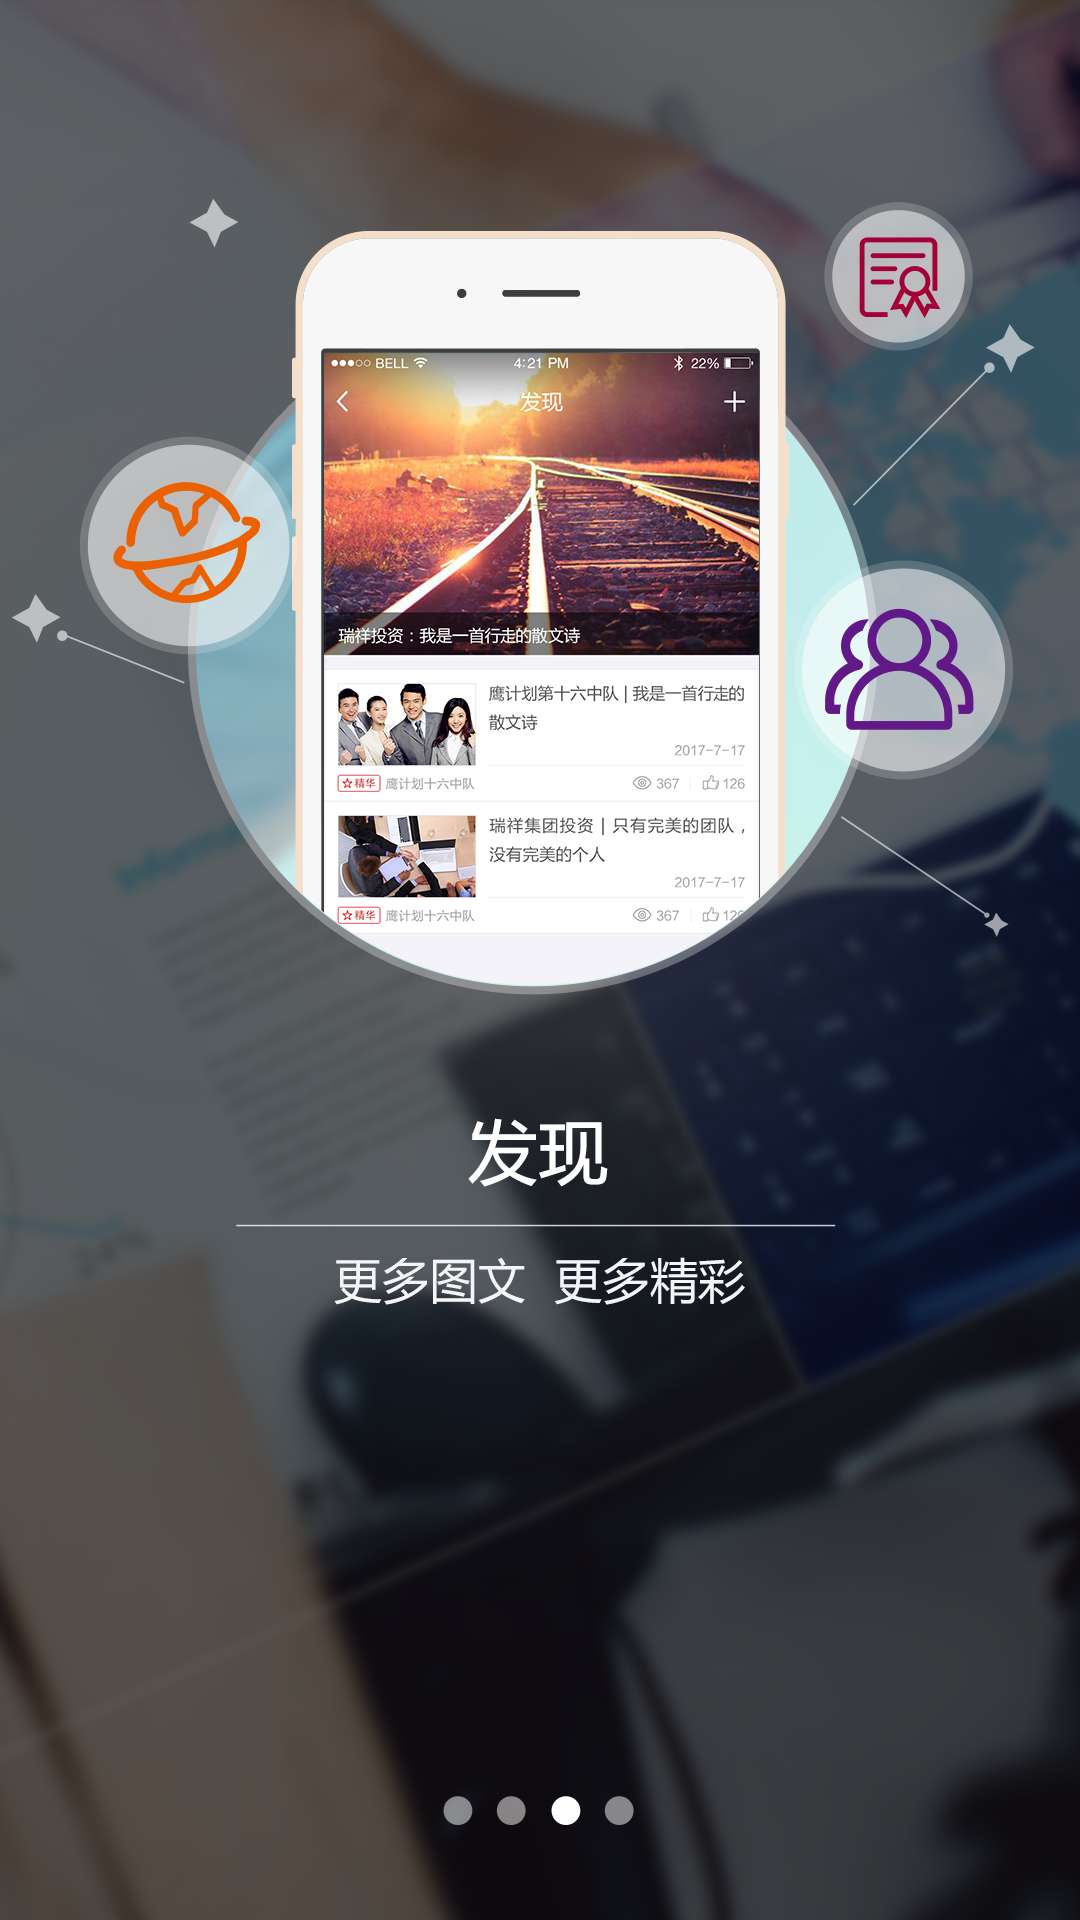 BELL 4:21 PM 22%
发现
瑞祥投资：我是一首行走的散文诗
鹰计划第十六中队 | 我是一首行走的
散文诗
2017-7-17
精华 鹰计划十六中队 367 126
瑞祥集团投资 | 只有完美的团队，
没有完美的个人
2017-7-17
精华 鹰计划十六中队 367 126
发现
更多图文 更多精彩